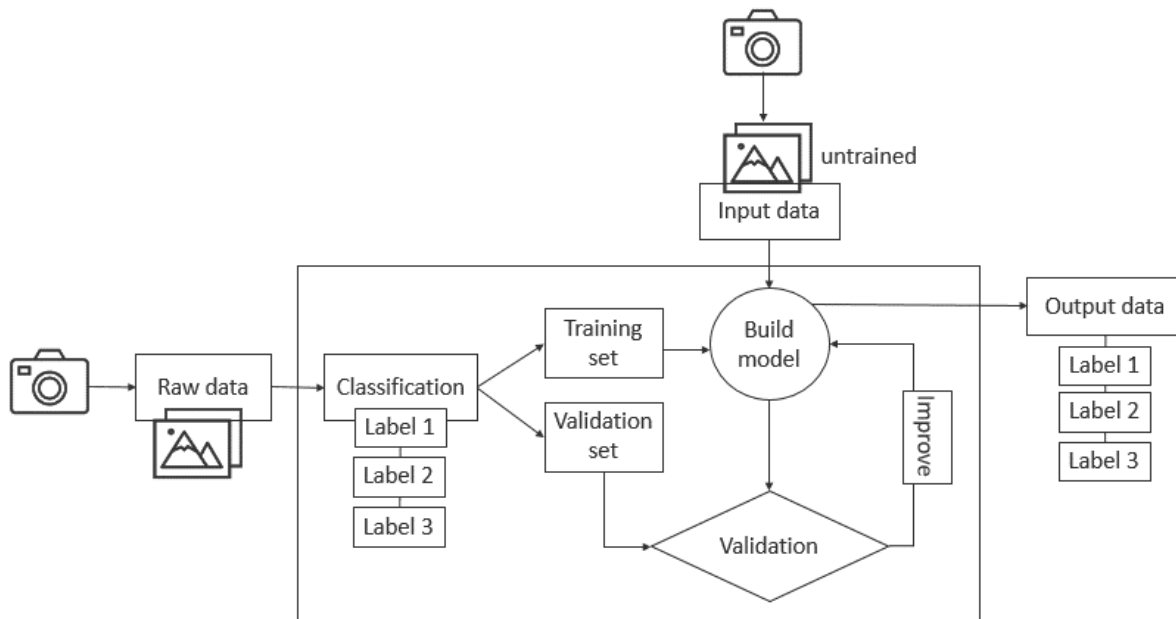 untrained
Input data
Output data
Label 1
Label 2
Label 3
Training
set
Build
model
Raw data
Classification
Label 1
Label 2
Label 3
Validation
set
Improve
Validation